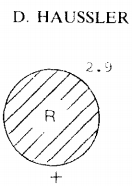 D. HAUSSLER
2.9
R
+